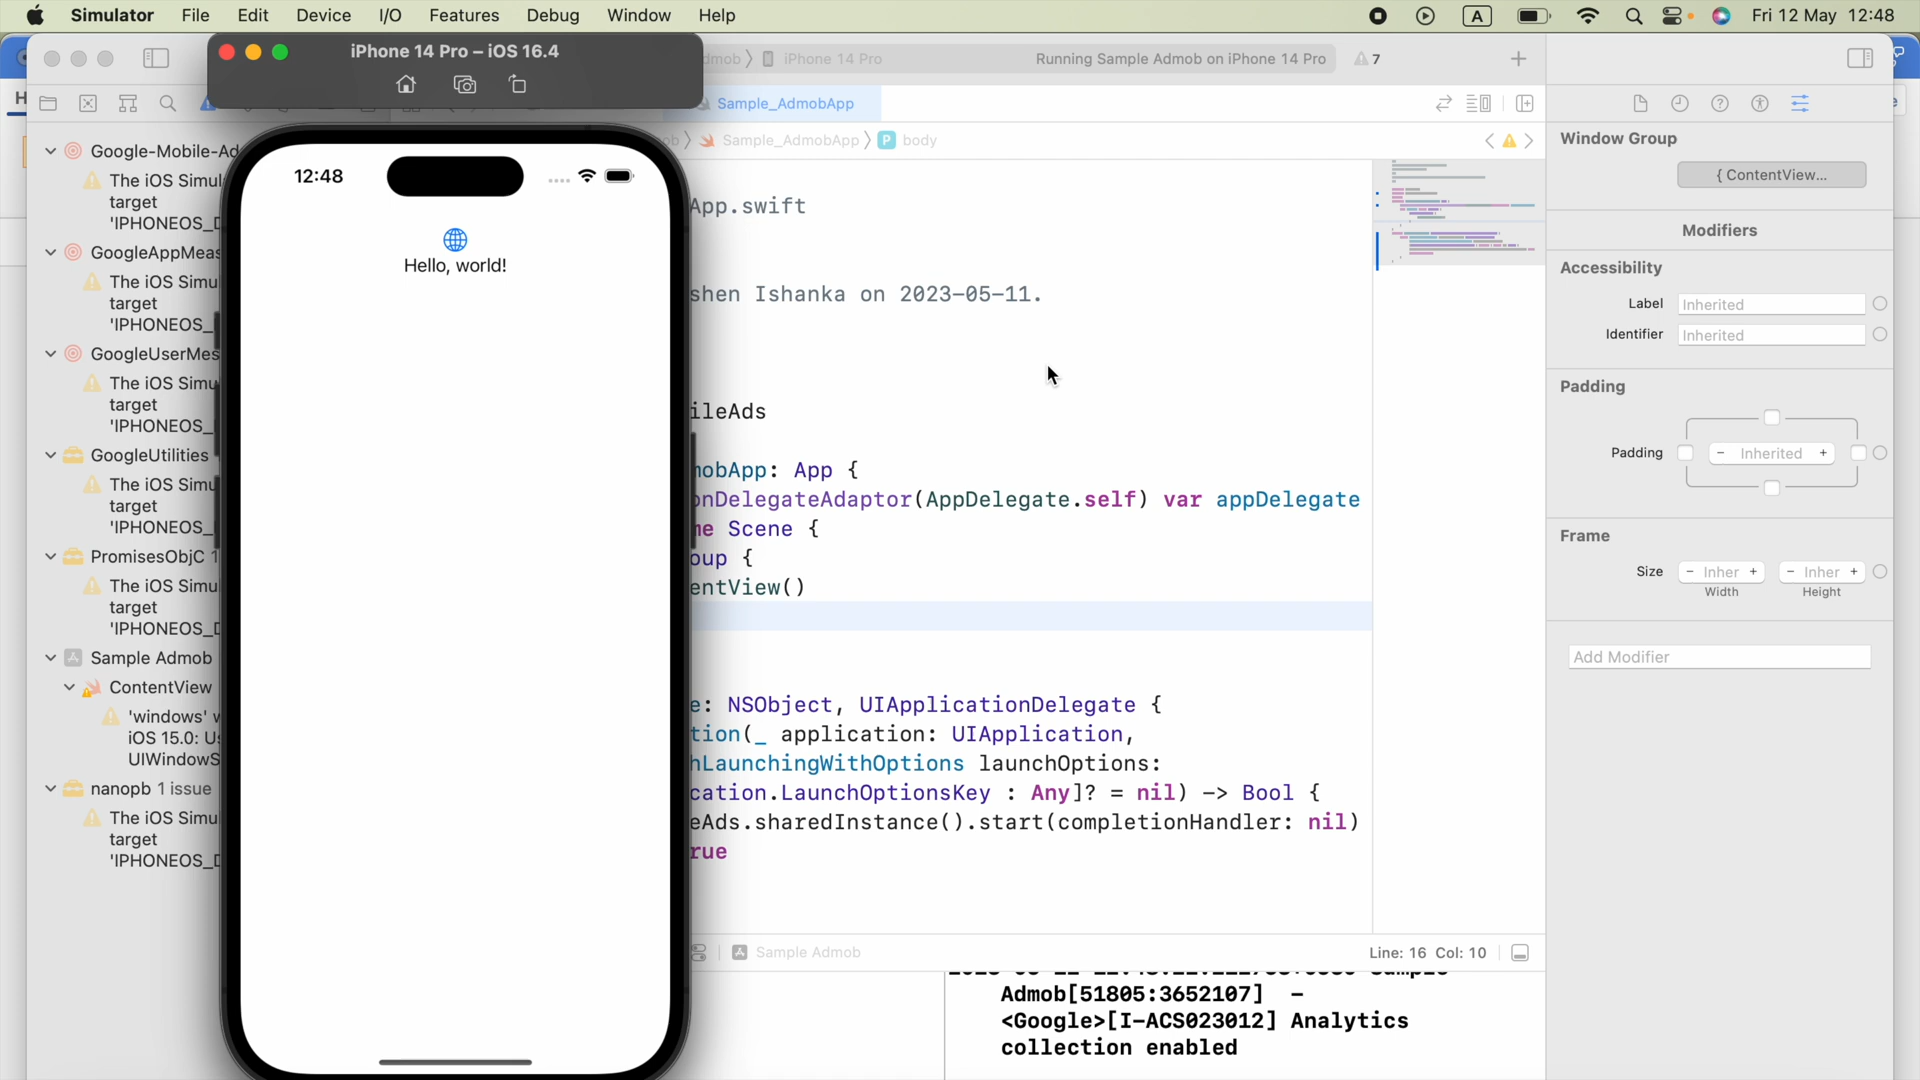 Simulator File Edit Device I/O Features Debug Window Help A Fri 12 May 12:48
iPhone 14 Pro – iOS 16.4
iPhone 14 Pro
Running Sample Admob on iPhone 14 Pro
7
Sample_AdmobApp
Sample_AdmobApp
P body
Google-Mobile-Ad
The iOS Simul
target
'IPHONEOS_D
GoogleAppMeas
The iOS Simu
target
'IPHONEOS_
GoogleUserMes
The iOS Simu
target
'IPHONEOS_
GoogleUtilities
The iOS Simu
target
'IPHONEOS_
PromisesObjC 1
The iOS Simu
target
'IPHONEOS_D
Sample Admob
ContentView
'windows' w
iOS 15.0: Us
UIWindowS
nanopb 1 issue
The iOS Simu
target
'IPHONEOS_D
12:48
Hello, world!
App.swift
shen Ishanka on 2023-05-11.
ileAds
mobApp: App {
onDelegateAdaptor(AppDelegate.self) var appDelegate
me Scene {
oup {
entView()
e: NSObject, UIApplicationDelegate {
tion(_ application: UIApplication,
hLaunchingWithOptions launchOptions:
cation.LaunchOptionsKey : Any]? = nil) -> Bool {
eAds.sharedInstance().start(completionHandler: nil)
rue
Sample Admob
Line: 16 Col: 10
Admob[51805:3652107] –
<Google>[I-ACS023012] Analytics
collection enabled
Window Group
{ ContentView...
Modifiers
Accessibility
Label Inherited
Identifier Inherited
Padding
Padding – Inherited +
Frame
Size – Inher + – Inher +
Width Height
Add Modifier